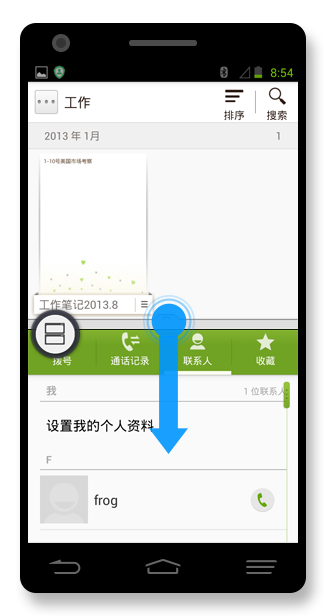 8:54
工作
排序
搜索
2013 年 1月
1
1-10号美国市场考察
工作笔记2013.8
拨号
通话记录
联系人
收藏
我
1 位联系人
设置我的个人资料
F
frog